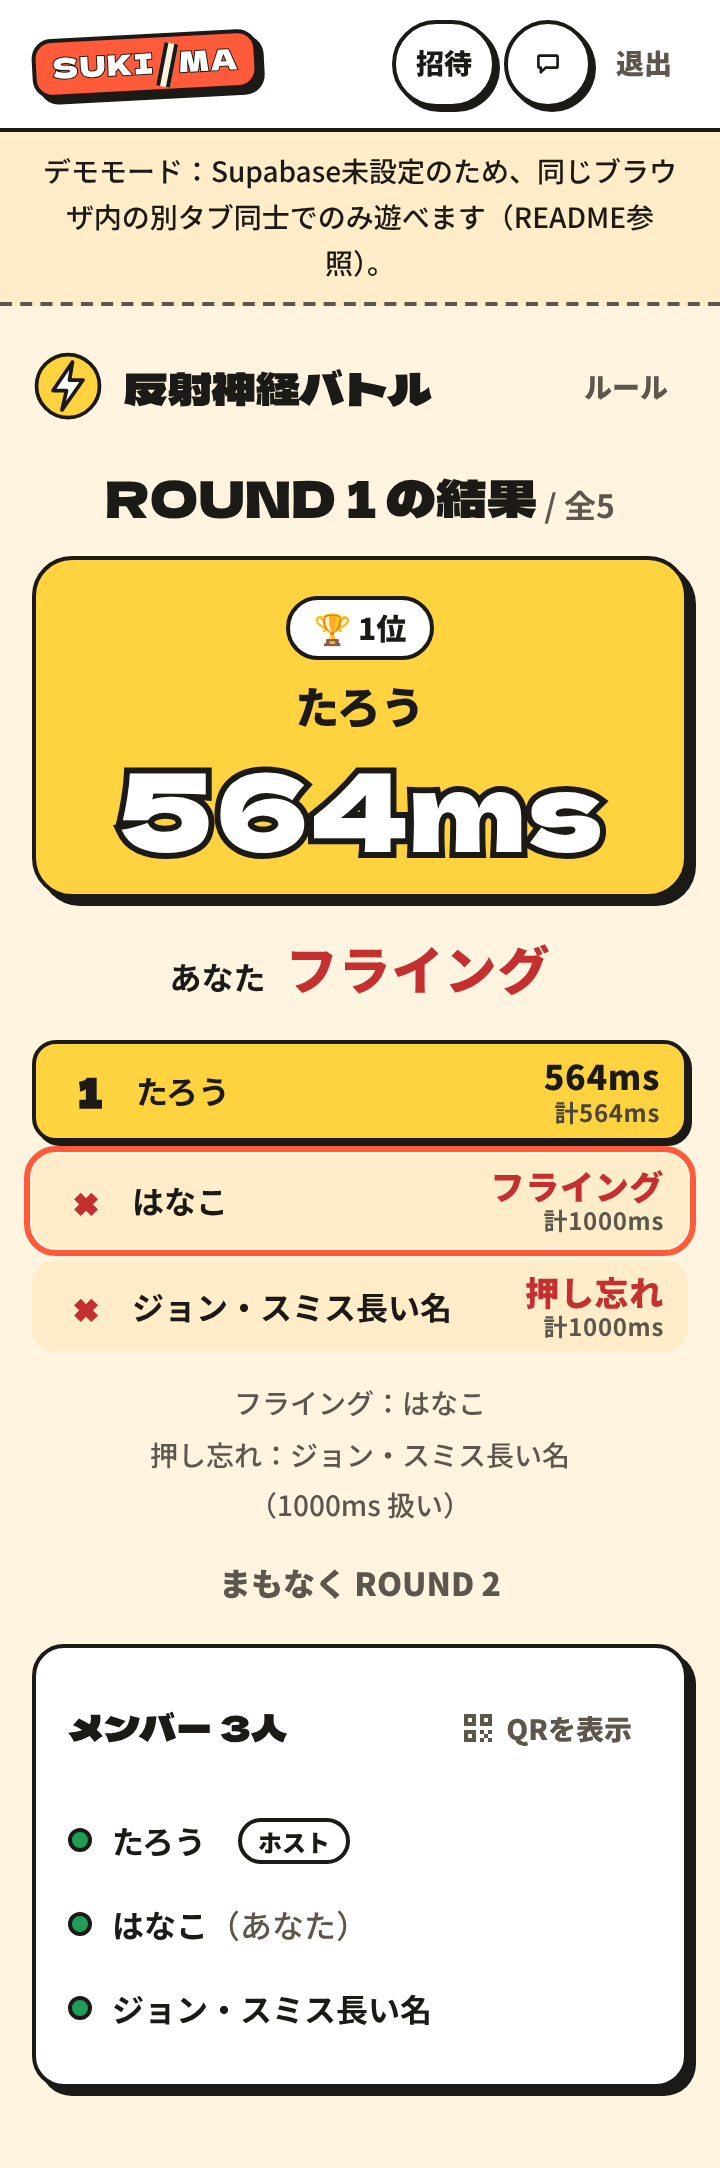 SUKI//MA
招待
退出
デモモード：Supabase未設定のため、同じブラウ
ザ内の別タブ同士でのみ遊べます（README参
照）。
反射神経バトル
ルール
ROUND 1 の結果 / 全5
🏆 1位
たろう
564ms
あなた フライング
1 たろう 564ms
計564ms
✖ はなこ フライング
計1000ms
✖ ジョン・スミス長い名 押し忘れ
計1000ms
フライング：はなこ
押し忘れ：ジョン・スミス長い名
（1000ms 扱い）
まもなく ROUND 2
メンバー 3人
QRを表示
たろう ホスト
はなこ（あなた）
ジョン・スミス長い名